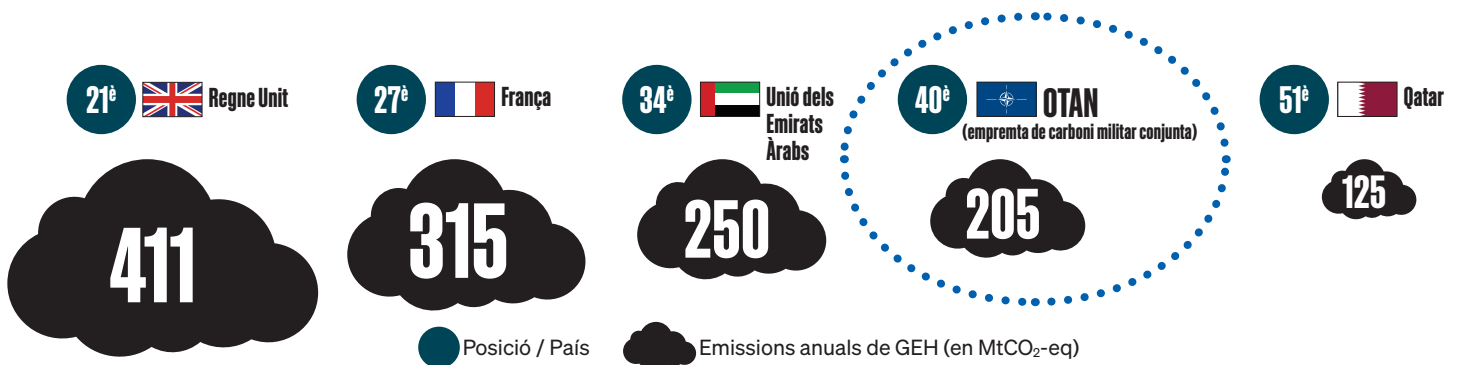 21è Regne Unit
27è França
34è Unió dels
Emirats
Àrabs
40è OTAN
(empremta de carboni militar conjunta)
51è Qatar
411
315
250
205
125
Posició / País
Emissions anuals de GEH (en MtCO₂-eq)